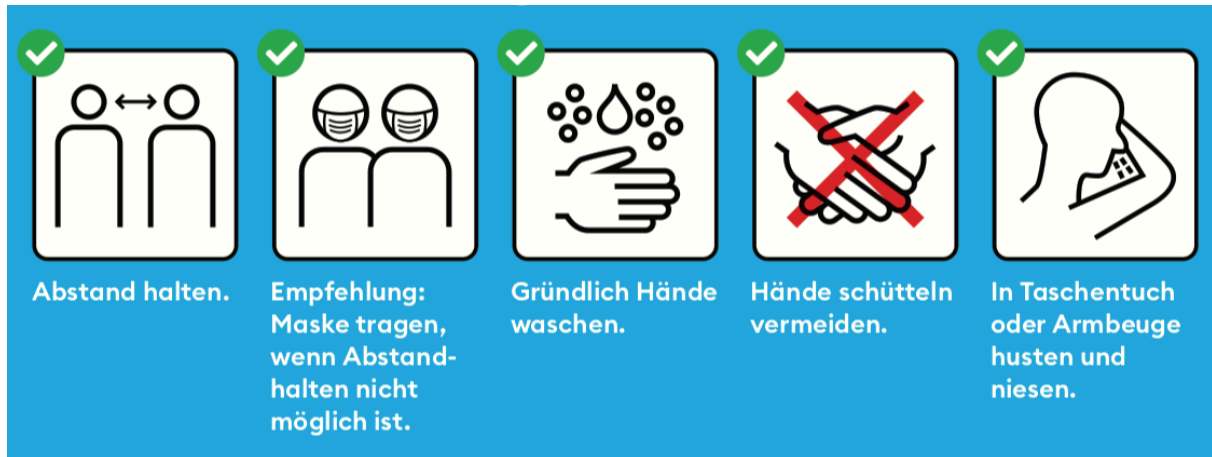 Abstand halten.
Empfehlung:
Maske tragen,
wenn Abstand-
halten nicht
möglich ist.
Gründlich Hände
waschen.
Hände schütteln
vermeiden.
In Taschentuch
oder Armbeuge
husten und
niesen.